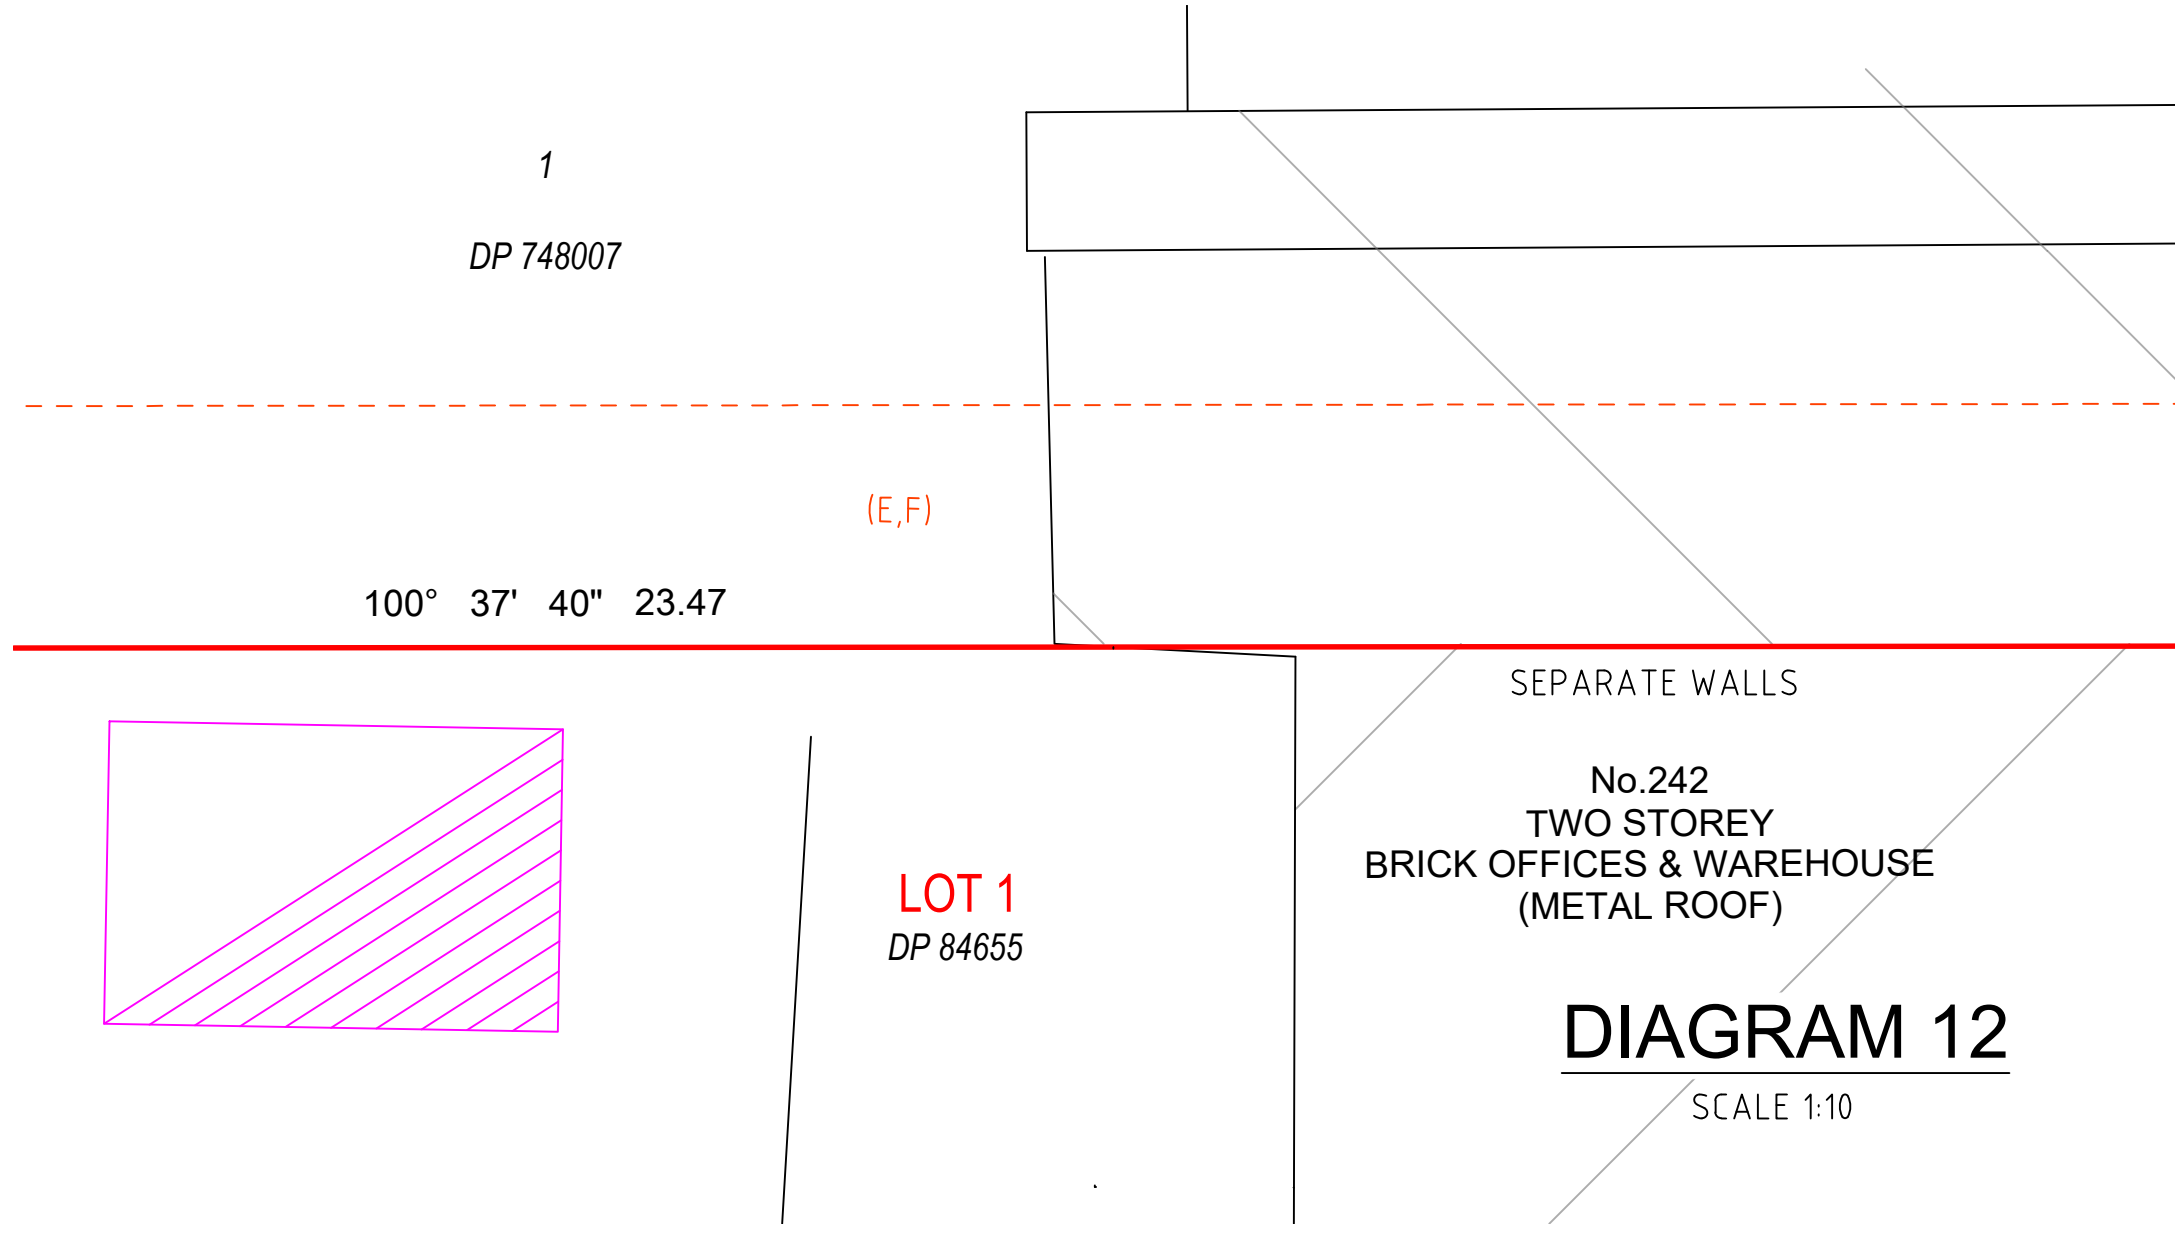 1
DP 748007
(E,F)
100° 37' 40" 23.47
SEPARATE WALLS
No.242
TWO STOREY
BRICK OFFICES & WAREHOUSE
(METAL ROOF)
LOT 1
DP 84655
DIAGRAM 12
SCALE 1:10